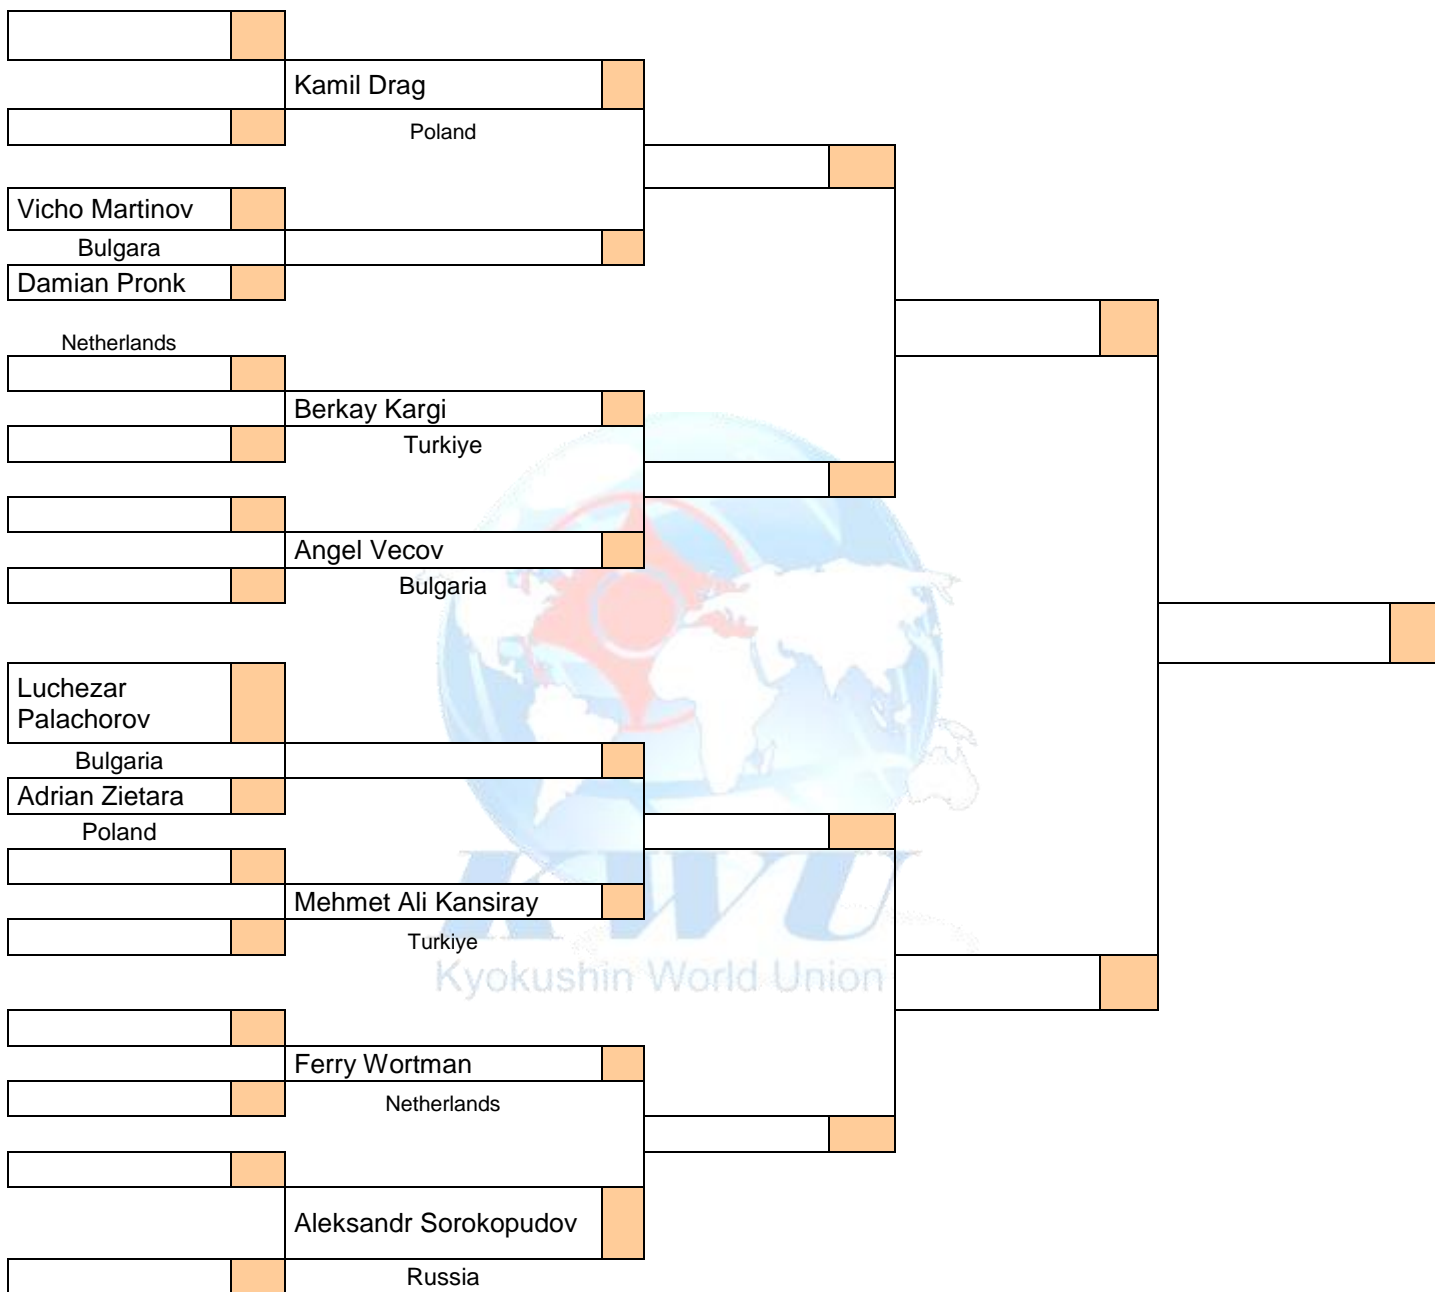 Kamil Drag
Poland
Vicho Martinov
Bulgara
Damian Pronk
Netherlands
Berkay Kargi
Turkiye
Angel Vecov
Bulgaria
Luchezar
Palachorov
Bulgaria
Adrian Zietara
Poland
Mehmet Ali Kansiray
Turkiye
KWU
Kyokushin World Union
Ferry Wortman
Netherlands
Aleksandr Sorokopudov
Russia